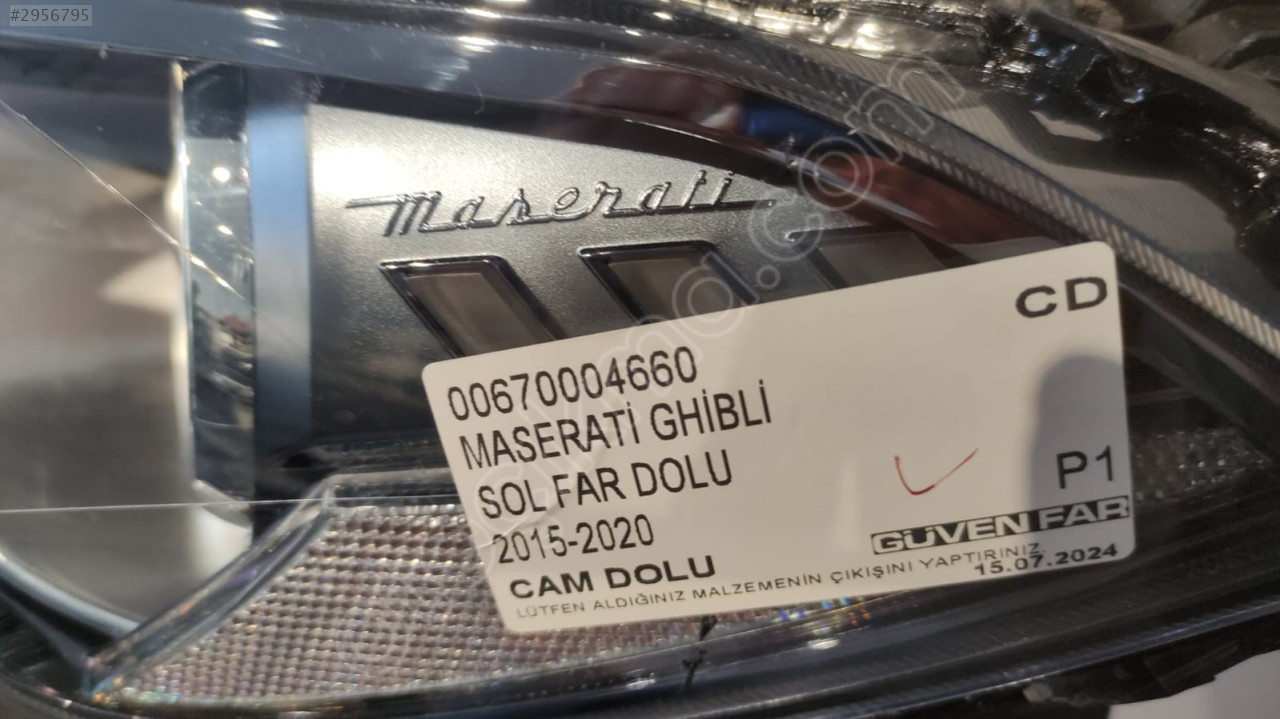 #2956795
Maserati
CD
00670004660
MASERATİ GHİBLİ
SOL FAR DOLU
P1
2015-2020
GÜVEN FAR
CAM DOLU
LÜTFEN ALDIĞINIZ MALZEMENİN ÇIKIŞINI YAPTIRINIZ.
15.07.2024